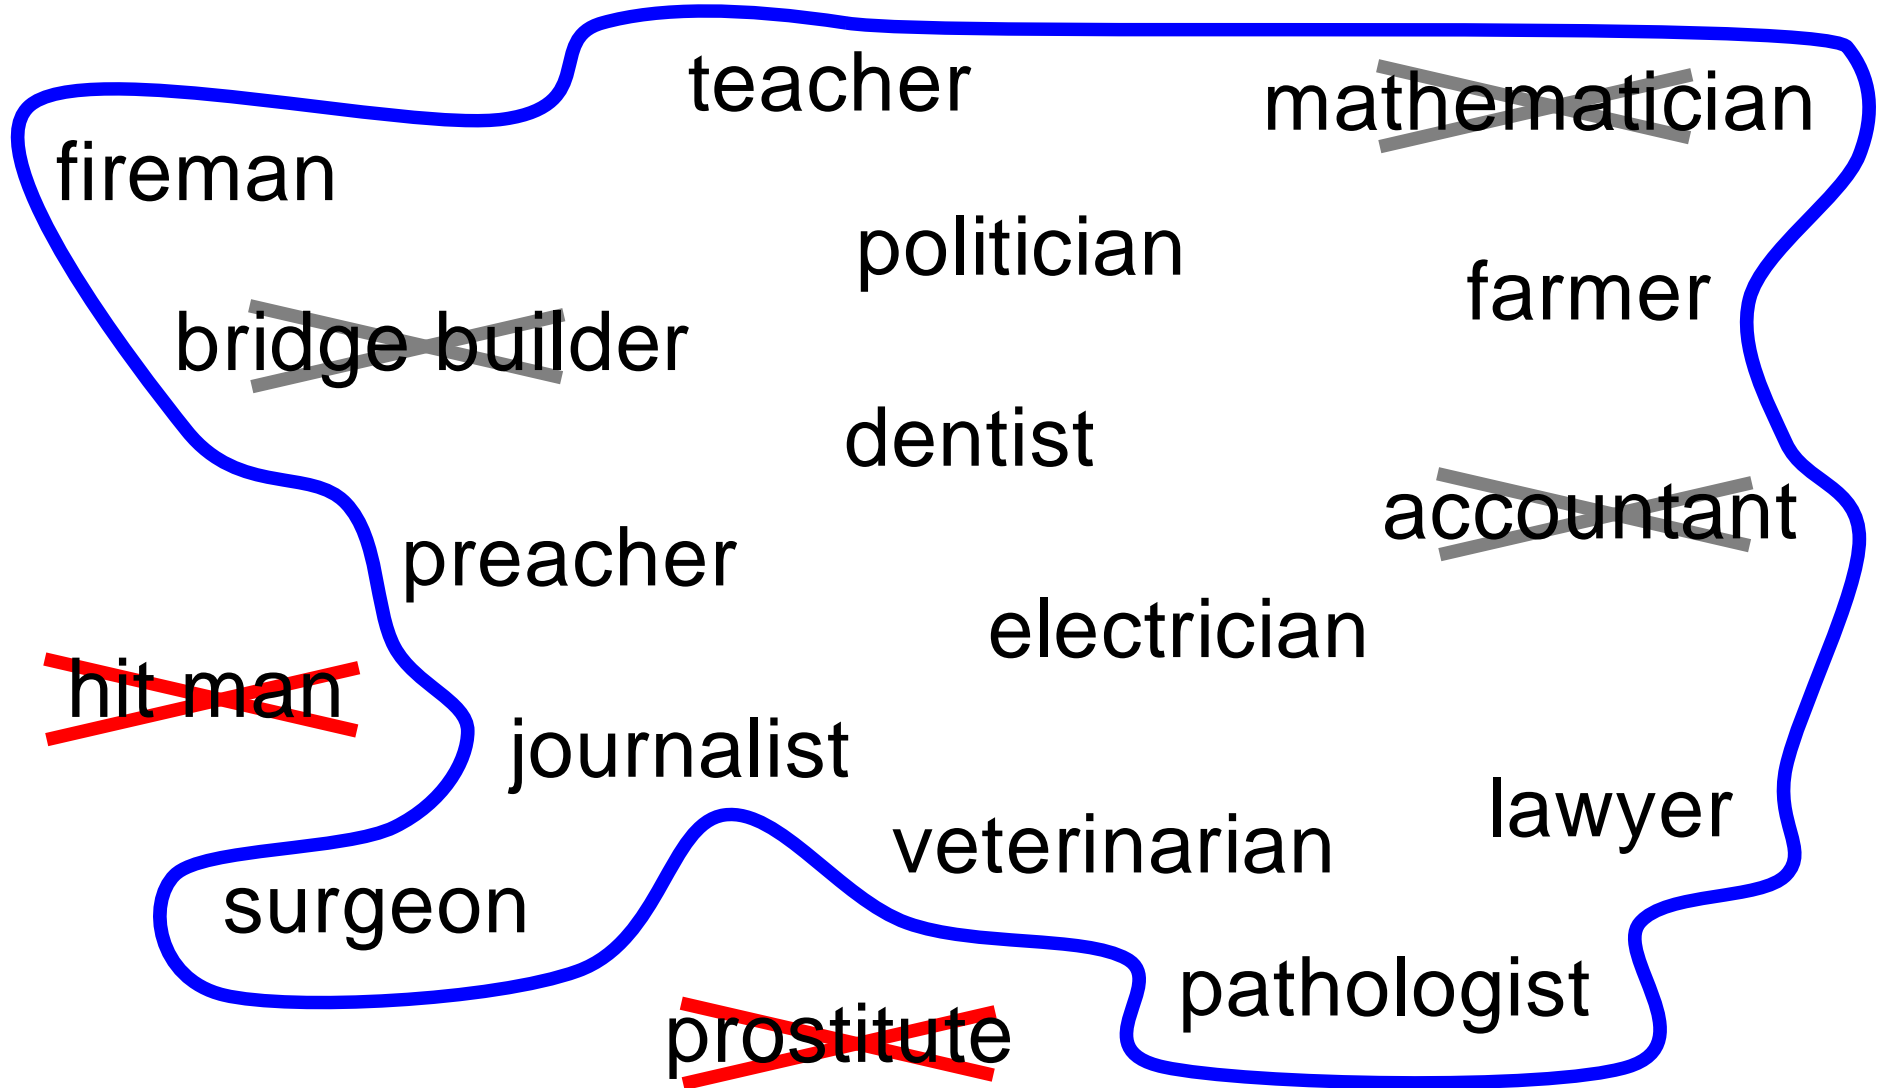 teacher
mathematician
fireman
politician
farmer
bridge builder
dentist
accountant
preacher
electrician
hit man
journalist
lawyer
veterinarian
surgeon
pathologist
prostitute